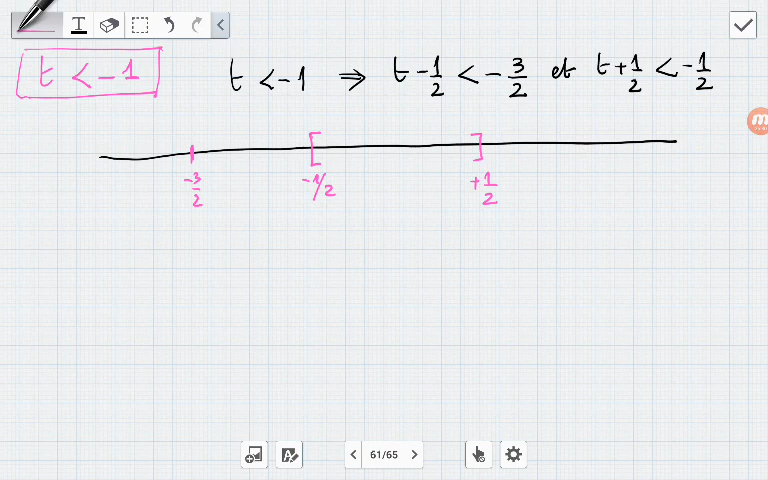 T
t < -1
t < -1 ⇒ t - 1/2 < - 3/2 et t + 1/2 < - 1/2
-3/2 -1/2 +1/2
61/65